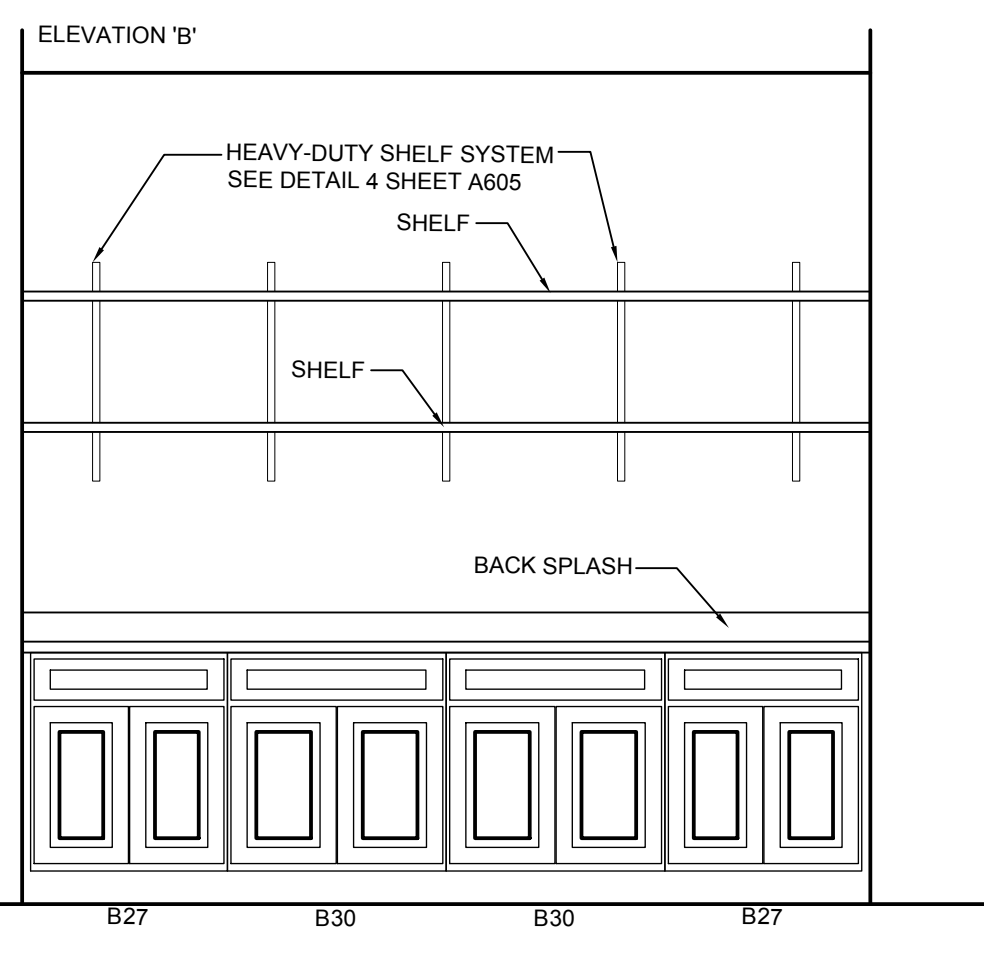 ELEVATION 'B'
HEAVY-DUTY SHELF SYSTEM
SEE DETAIL 4 SHEET A605
SHELF
SHELF
BACK SPLASH
B27 B30 B30 B27